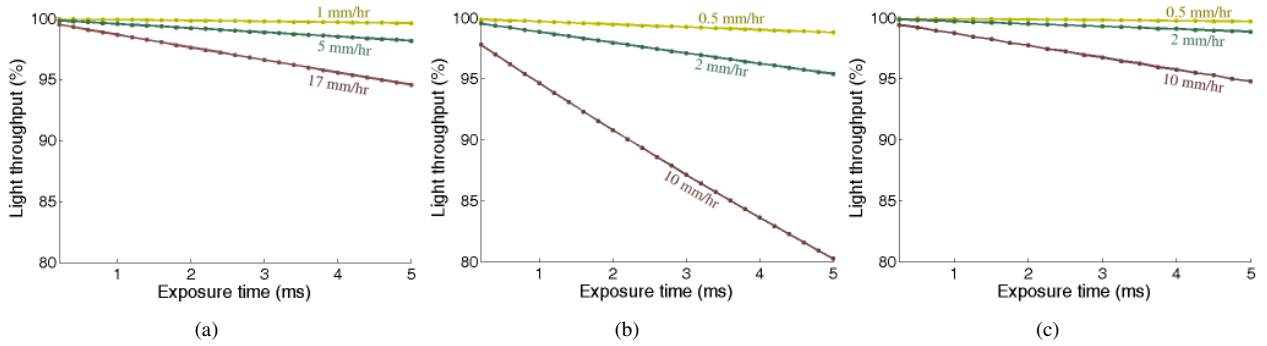 100
95
90
85
80
1 mm/hr
5 mm/hr
17 mm/hr
Light throughput (%)
1 2 3 4 5
Exposure time (ms)
(a)
100
95
90
85
80
0.5 mm/hr
2 mm/hr
10 mm/hr
Light throughput (%)
1 2 3 4 5
Exposure time (ms)
(b)
100
95
90
85
80
0.5 mm/hr
2 mm/hr
10 mm/hr
Light throughput (%)
1 2 3 4 5
Exposure time (ms)
(c)